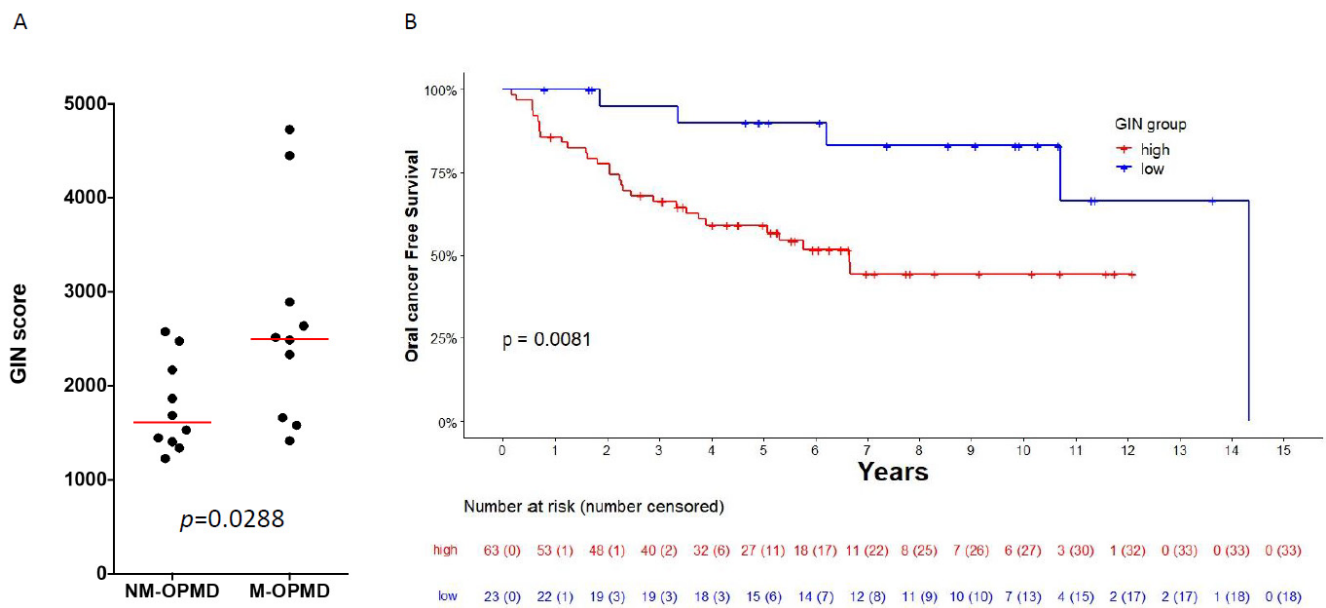 A
B
5000
4000
3000
2000
1000
0
GIN score
p=0.0288
NM-OPMD M-OPMD
100%
75%
50%
25%
0%
Oral cancer Free Survival
GIN group
high
low
p = 0.0081
0 1 2 3 4 5 6 7 8 9 10 11 12 13 14 15
Years
Number at risk (number censored)
high 63 (0) 53 (1) 48 (1) 40 (2) 32 (6) 27 (11) 18 (17) 11 (22) 8 (25) 7 (26) 6 (27) 3 (30) 1 (32) 0 (33) 0 (33) 0 (33)
low 23 (0) 22 (1) 19 (3) 19 (3) 18 (3) 15 (6) 14 (7) 12 (8) 11 (9) 10 (10) 7 (13) 4 (15) 2 (17) 2 (17) 1 (18) 0 (18)